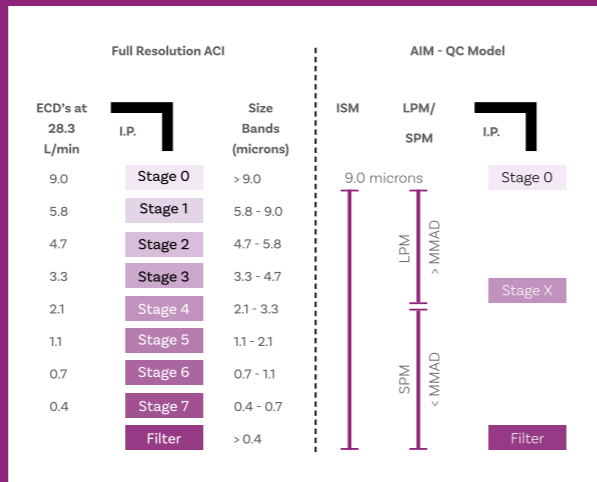 Full Resolution ACI
AIM - QC Model
ECD's at
28.3
L/min
I.P.
Size
Bands
(microns)
ISM
LPM/
SPM
I.P.
9.0
Stage 0
> 9.0
9.0 microns
Stage 0
5.8
Stage 1
5.8 - 9.0
4.7
Stage 2
4.7 - 5.8
LPM
> MMAD
3.3
Stage 3
3.3 - 4.7
Stage X
2.1
Stage 4
2.1 - 3.3
1.1
Stage 5
1.1 - 2.1
0.7
Stage 6
0.7 - 1.1
SPM
< MMAD
0.4
Stage 7
0.4 - 0.7
Filter
> 0.4
Filter